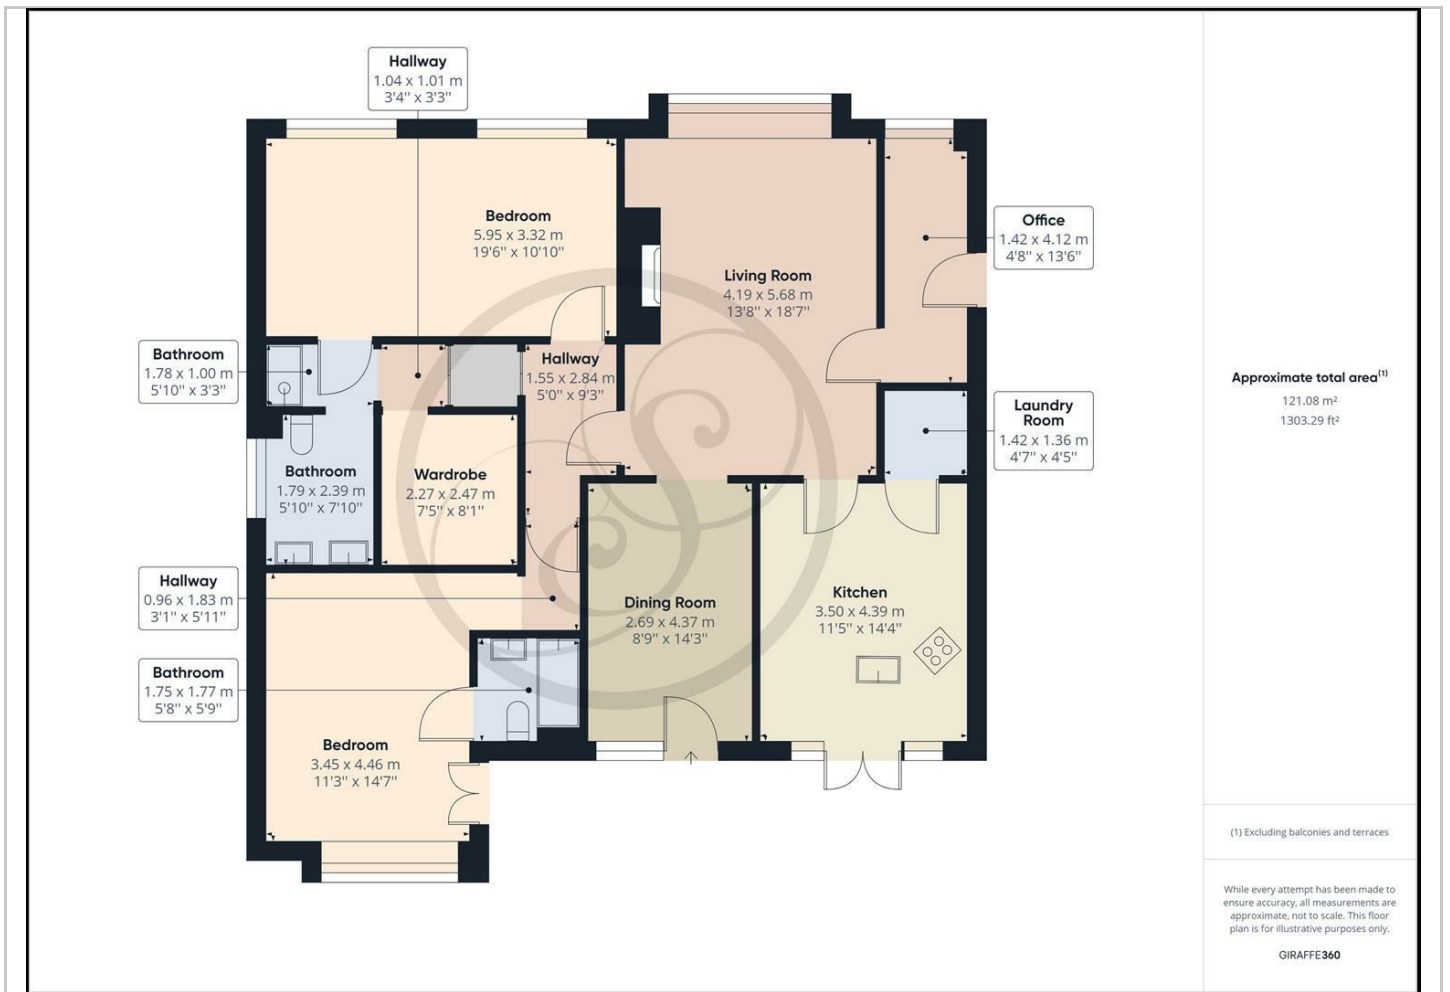 Hallway
1.04 x 1.01 m
3'4" x 3'3"
Bedroom
5.95 x 3.32 m
19'6" x 10'10"
Living Room
4.19 x 5.68 m
13'8" x 18'7"
Office
1.42 x 4.12 m
4'8" x 13'6"
Bathroom
1.78 x 1.00 m
5'10" x 3'3"
Hallway
1.55 x 2.84 m
5'0" x 9'3"
Laundry
Room
1.42 x 1.36 m
4'7" x 4'5"
Bathroom
1.79 x 2.39 m
5'10" x 7'10"
Wardrobe
2.27 x 2.47 m
7'5" x 8'1"
Hallway
0.96 x 1.83 m
3'1" x 5'11"
Dining Room
2.69 x 4.37 m
8'9" x 14'3"
Kitchen
3.50 x 4.39 m
11'5" x 14'4"
Bathroom
1.75 x 1.77 m
5'8" x 5'9"
Bedroom
3.45 x 4.46 m
11'3" x 14'7"
Approximate total area⁽¹⁾
121.08 m²
1303.29 ft²
(1) Excluding balconies and terraces
While every attempt has been made to
ensure accuracy, all measurements are
approximate, not to scale. This floor
plan is for illustrative purposes only.
GIRAFFE360